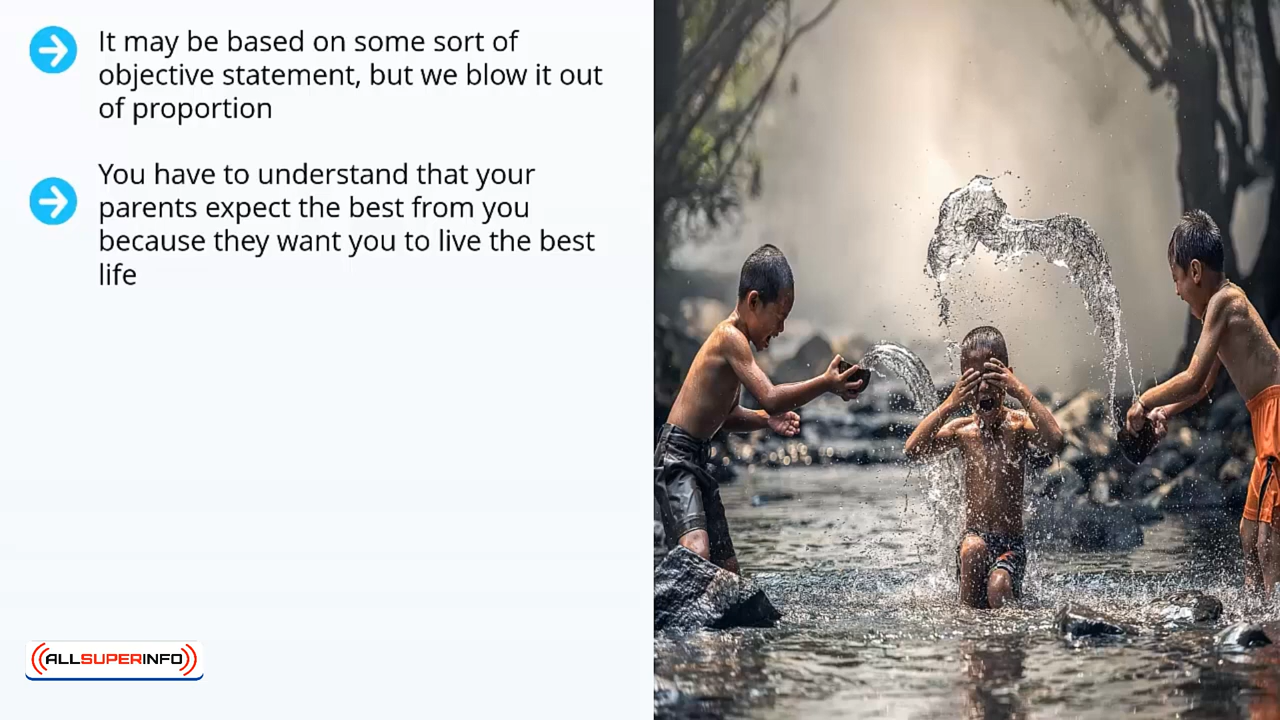 It may be based on some sort of
objective statement, but we blow it out
of proportion
You have to understand that your
parents expect the best from you
because they want you to live the best
life
ALLSUPERINFO